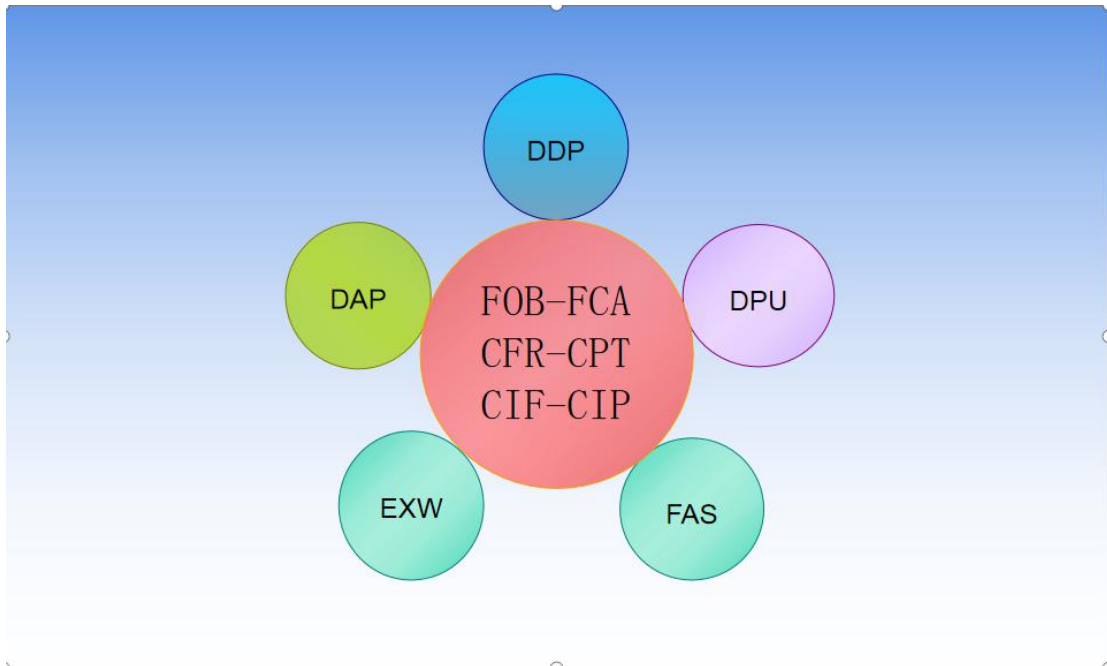 DDP
DAP
FOB-FCA
CFR-CPT
CIF-CIP
DPU
EXW
FAS